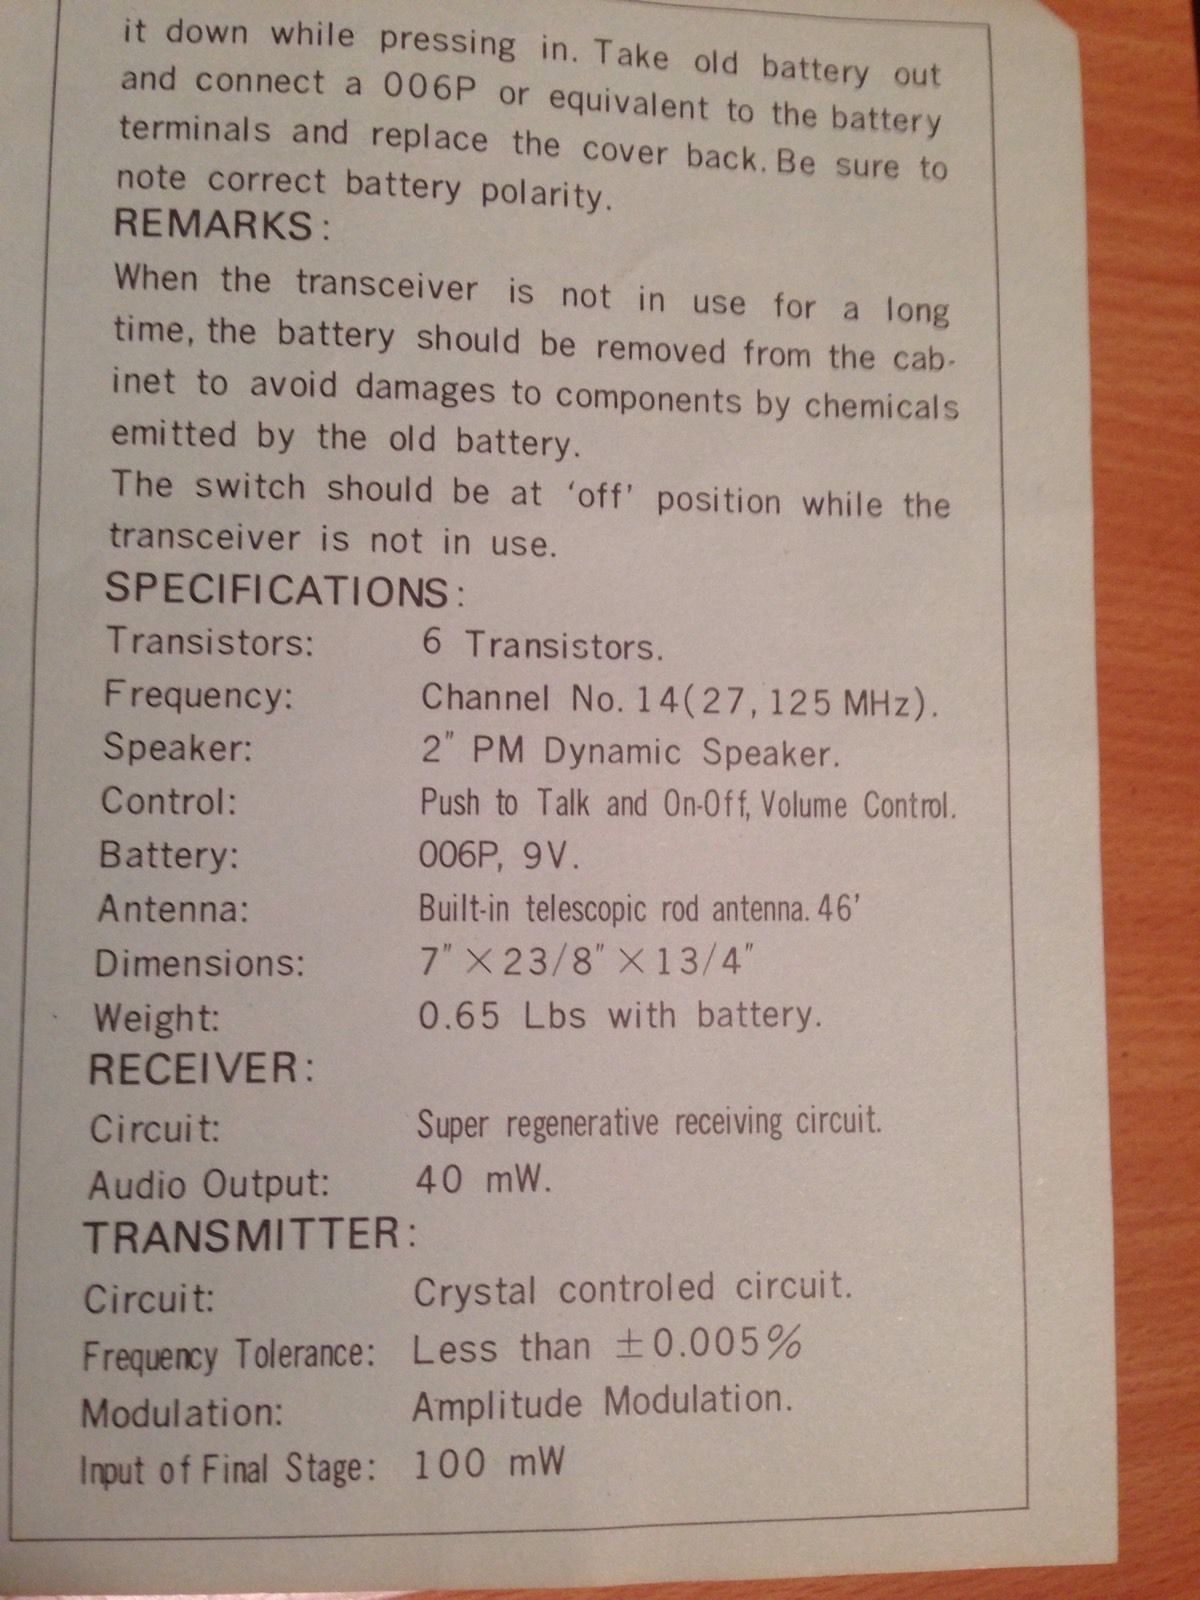 it down while pressing in. Take old battery out
and connect a 006P or equivalent to the battery
terminals and replace the cover back. Be sure to
note correct battery polarity.
REMARKS:
When the transceiver is not in use for a long
time, the battery should be removed from the cab-
inet to avoid damages to components by chemicals
emitted by the old battery.
The switch should be at ‘off’ position while the
transceiver is not in use.
SPECIFICATIONS:
Transistors: 6 Transistors.
Frequency: Channel No. 14(27, 125 MHz).
Speaker: 2" PM Dynamic Speaker.
Control: Push to Talk and On-Off, Volume Control.
Battery: 006P, 9V.
Antenna: Built-in telescopic rod antenna. 46'
Dimensions: 7" × 23/8" × 13/4"
Weight: 0.65 Lbs with battery.
RECEIVER:
Circuit: Super regenerative receiving circuit.
Audio Output: 40 mW.
TRANSMITTER:
Circuit: Crystal controled circuit.
Frequency Tolerance: Less than ±0.005%
Modulation: Amplitude Modulation.
Input of Final Stage: 100 mW